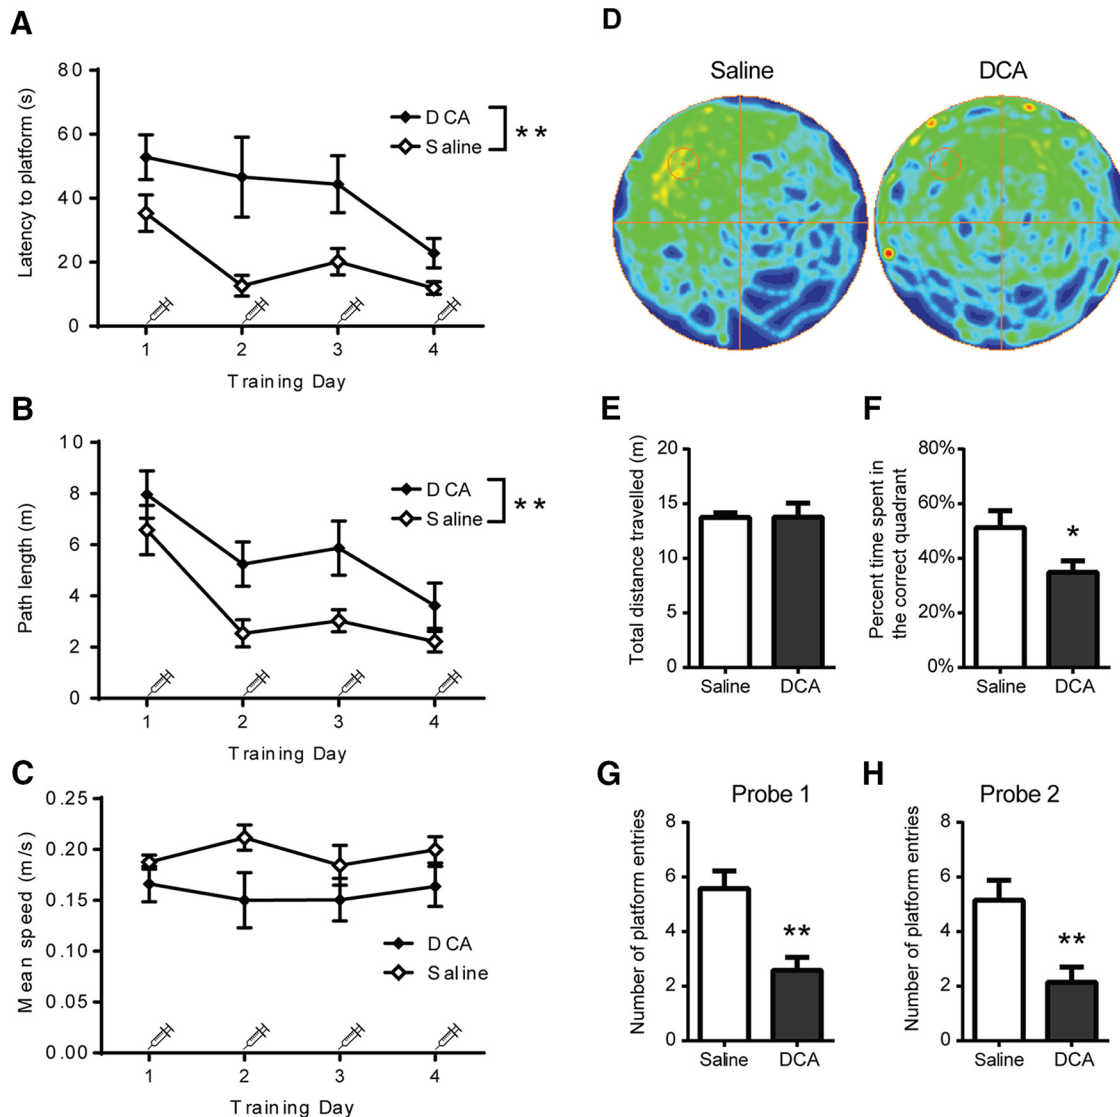 A
80
60
40
20
0
Latency to platform (s)
DCA
Saline
**
1 2 3 4
Training Day
B
10
8
6
4
2
0
Path length (m)
DCA
Saline
**
1 2 3 4
Training Day
C
0.25
0.20
0.15
0.10
0.05
0.00
Mean speed (m/s)
DCA
Saline
1 2 3 4
Training Day
D
Saline DCA
E
20
15
10
5
0
Total distance travelled (m)
Saline DCA
F
80%
60%
40%
20%
0%
Percent time spent in
the correct quadrant
*
Saline DCA
G
Probe 1
8
6
4
2
0
Number of platform entries
**
Saline DCA
H
Probe 2
8
6
4
2
0
Number of platform entries
**
Saline DCA